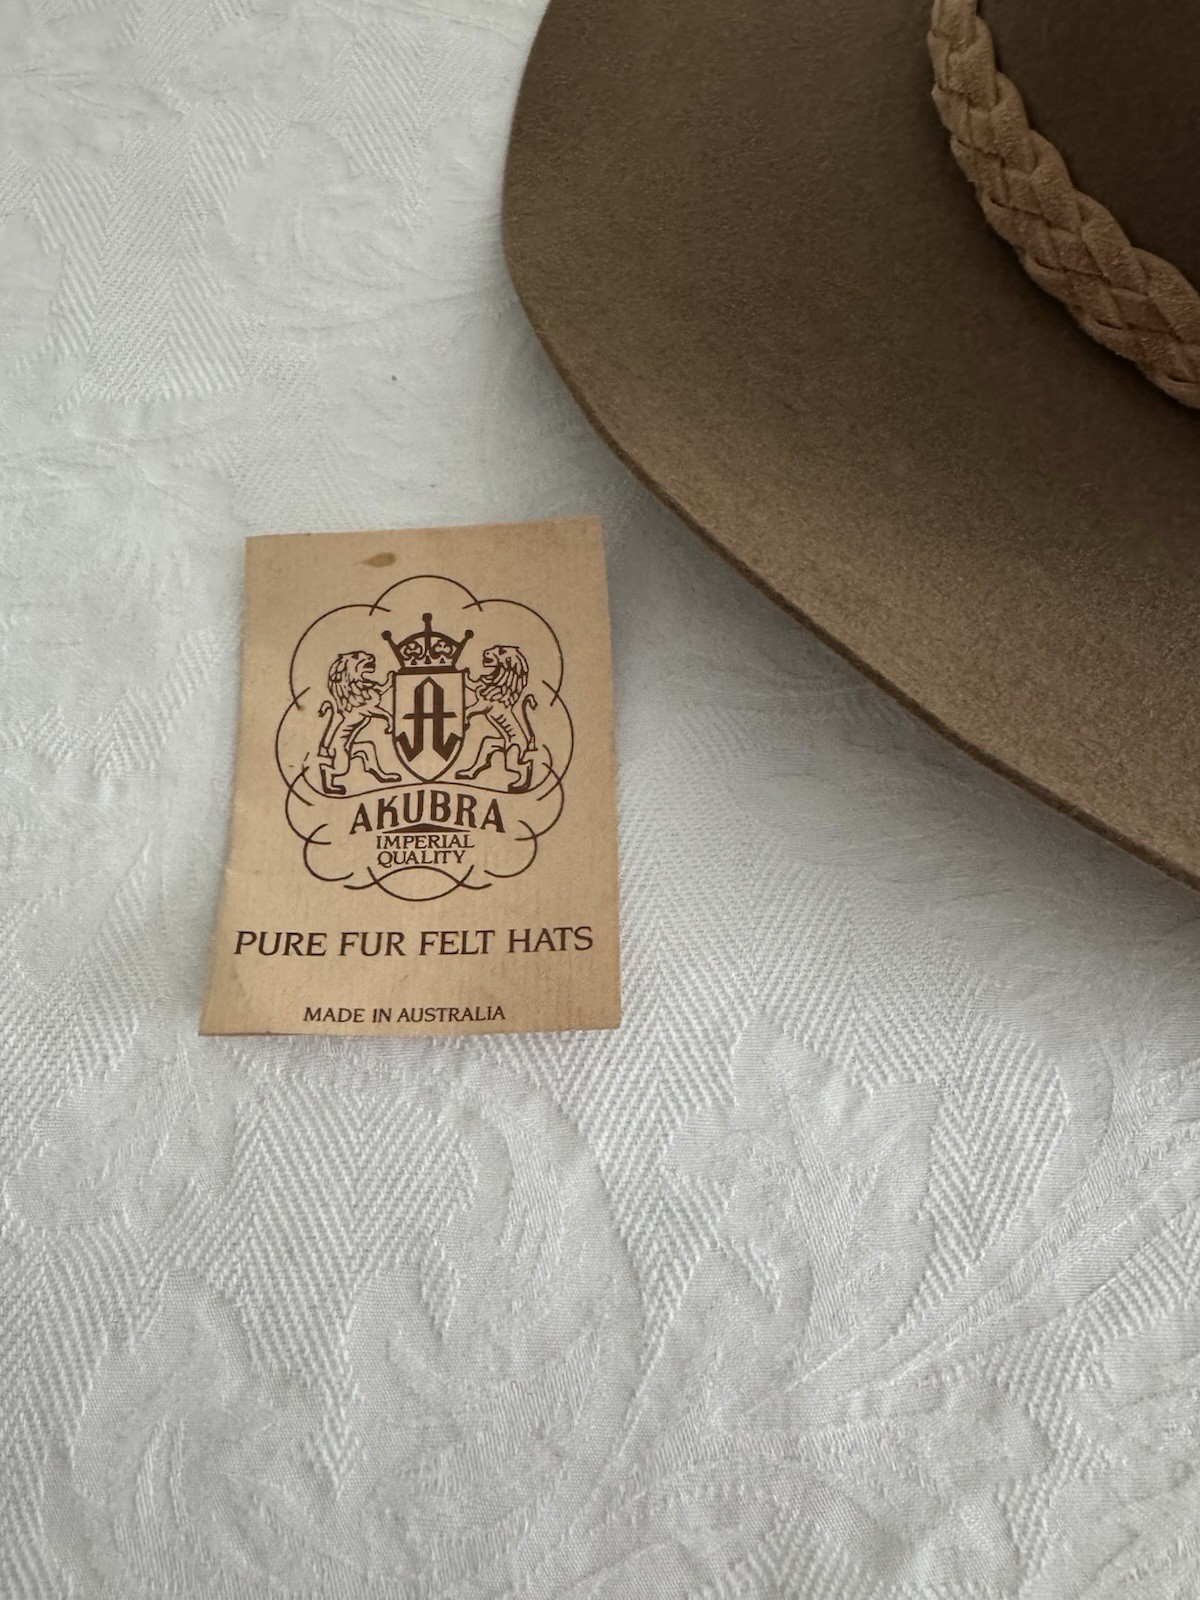 A
AKUBRA
IMPERIAL
QUALITY
PURE FUR FELT HATS
MADE IN AUSTRALIA